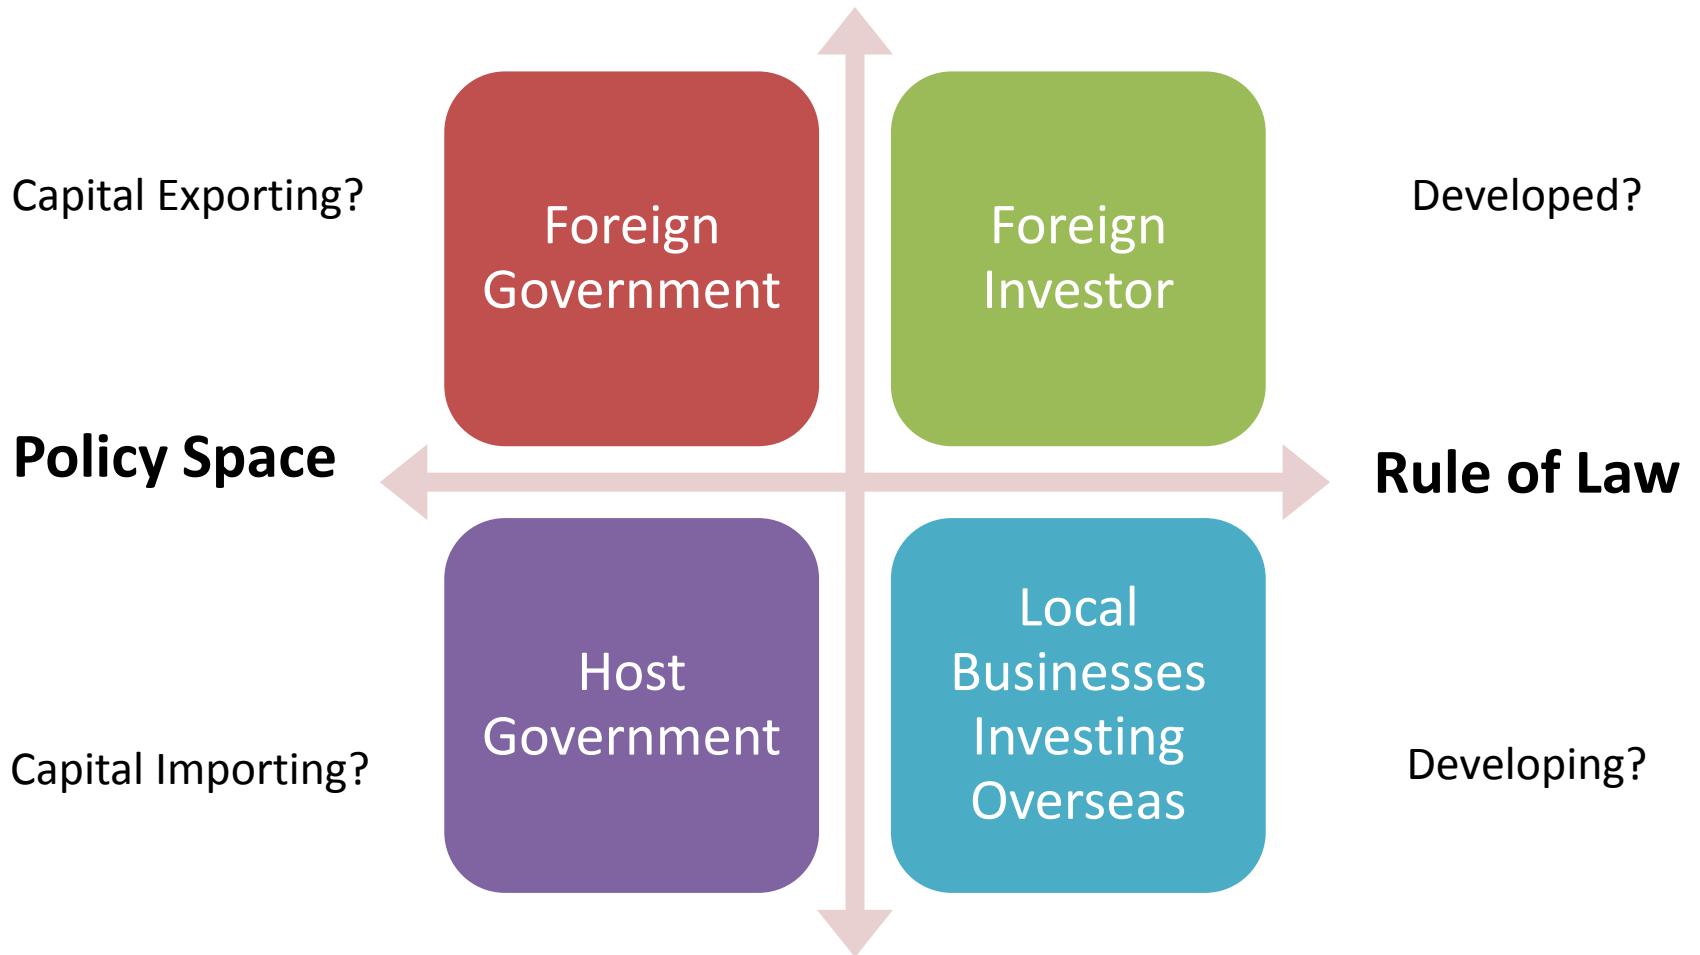 Capital Exporting?
Foreign
Government
Foreign
Investor
Developed?
Policy Space
Rule of Law
Capital Importing?
Host
Government
Local
Businesses
Investing
Overseas
Developing?